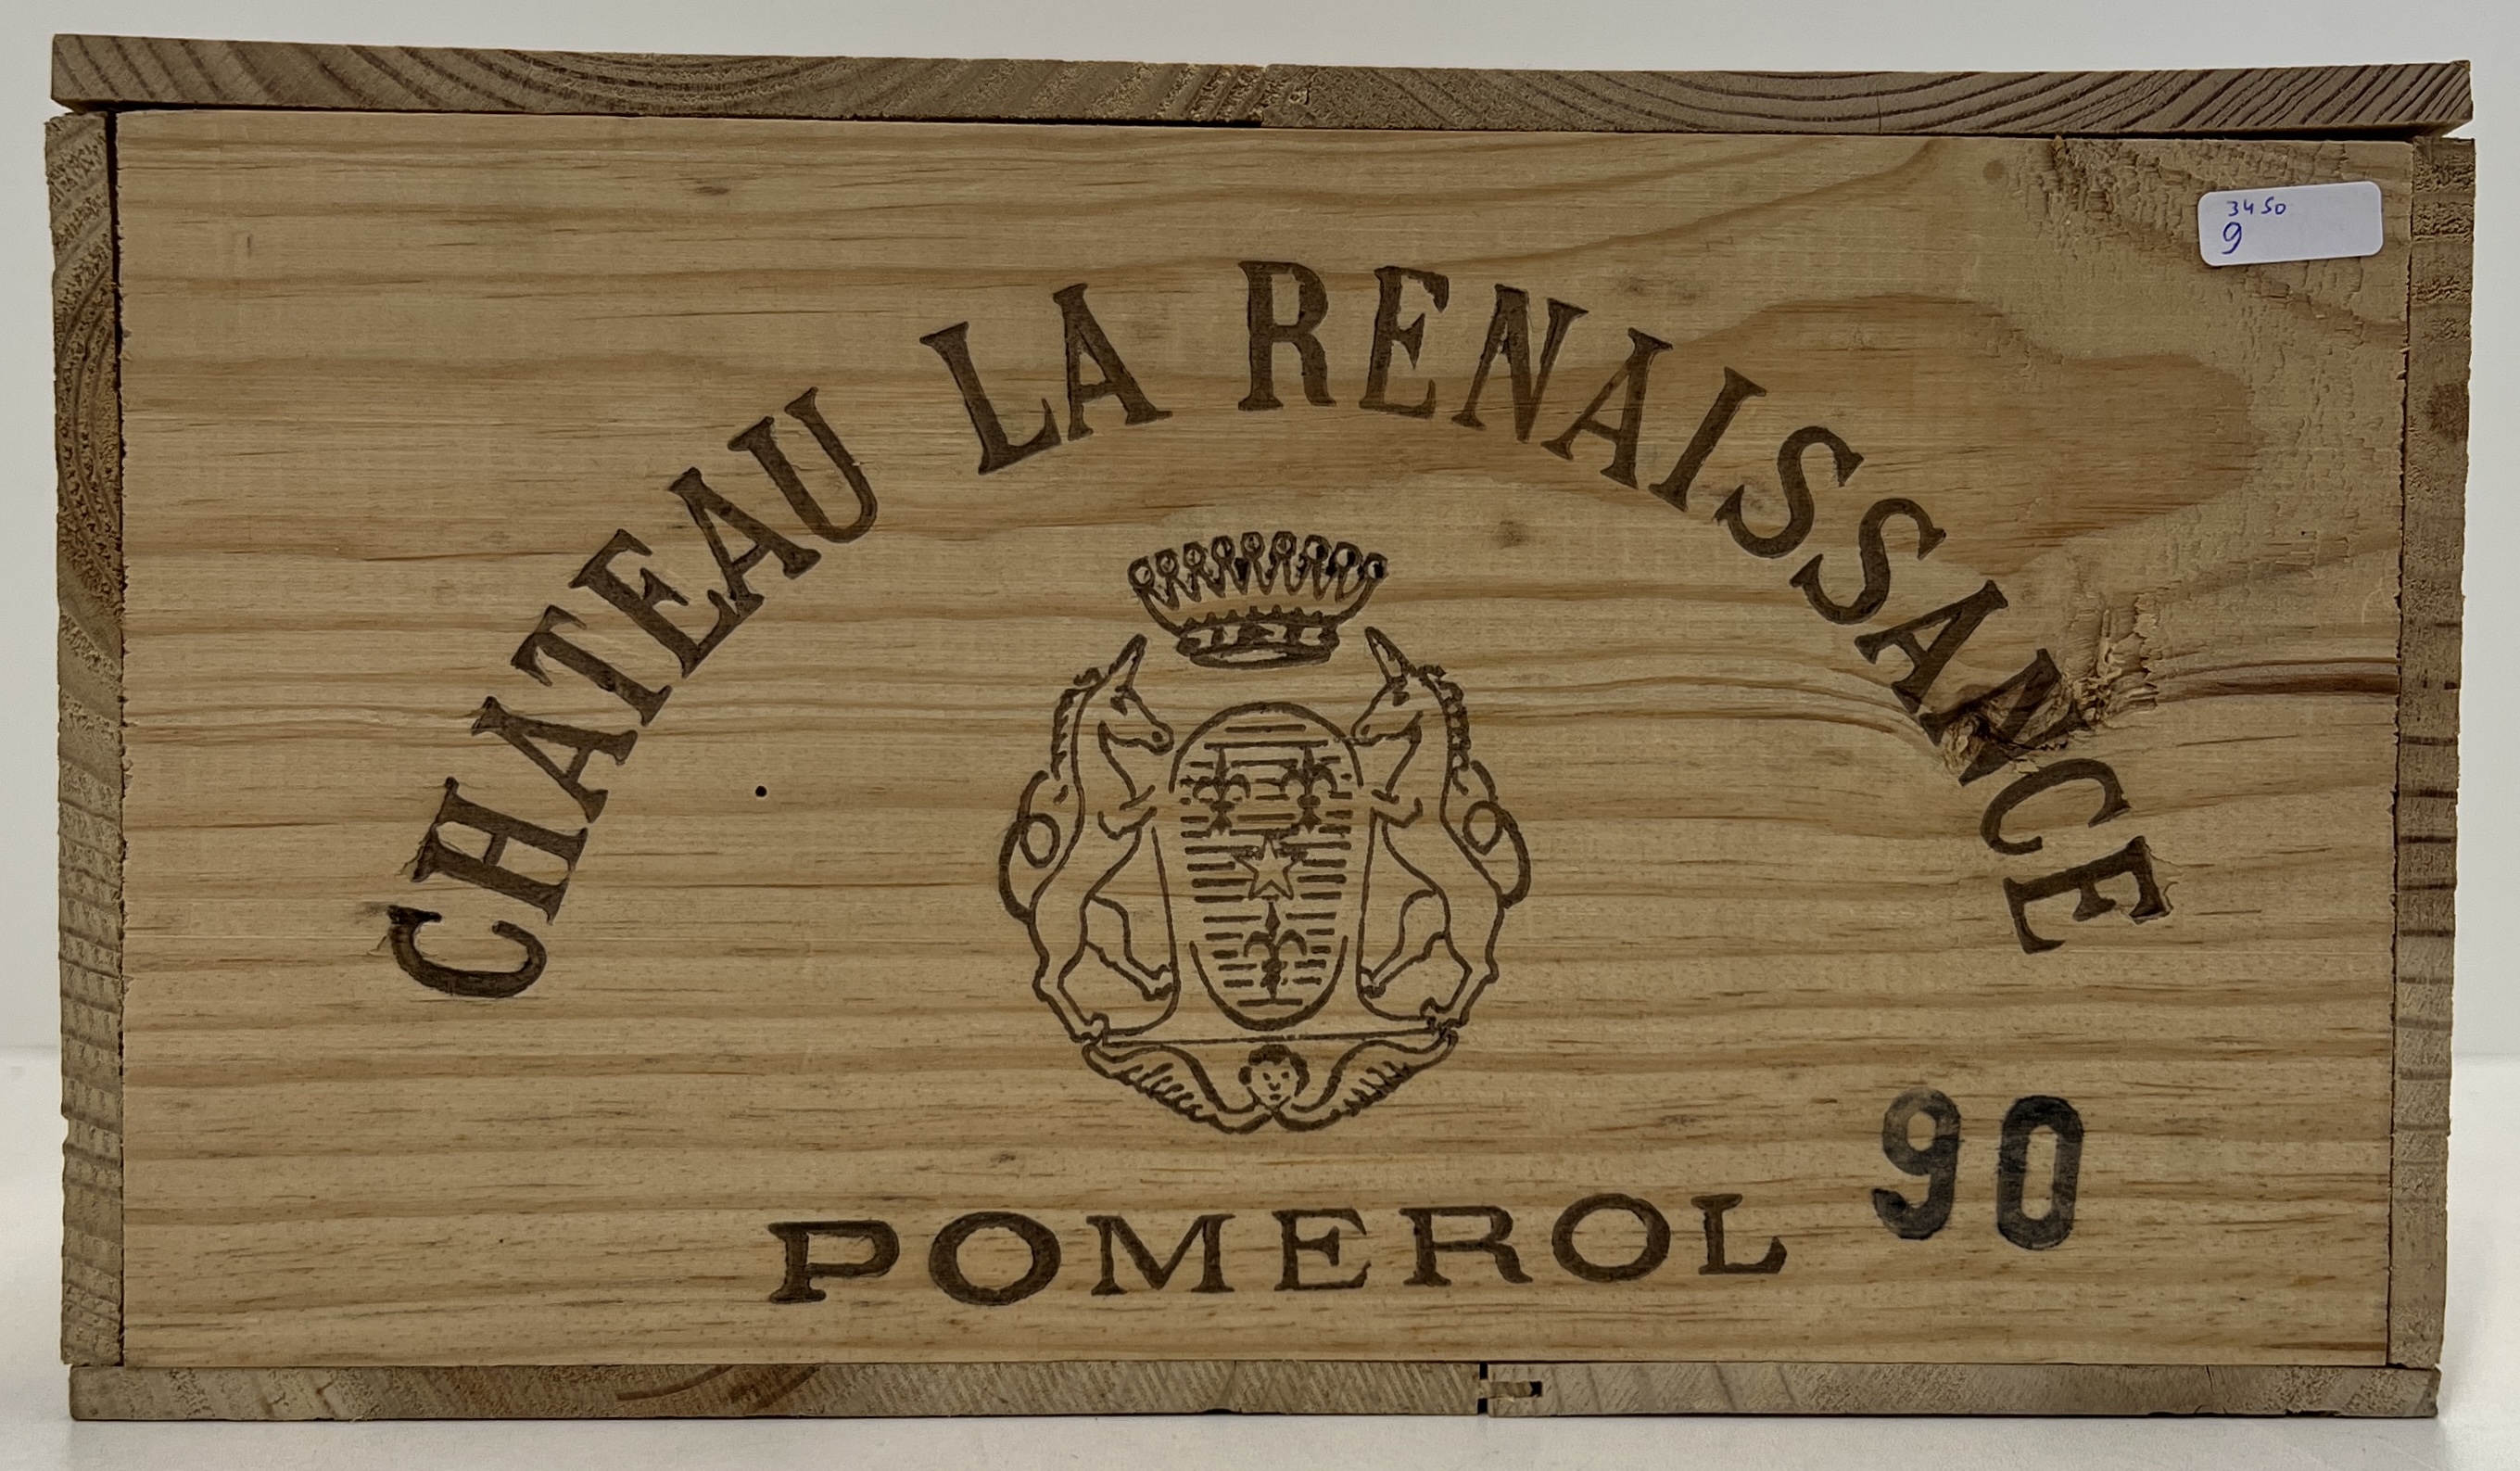 3450
9
CHATEAU LA RENAISSANCE
90
POMEROL